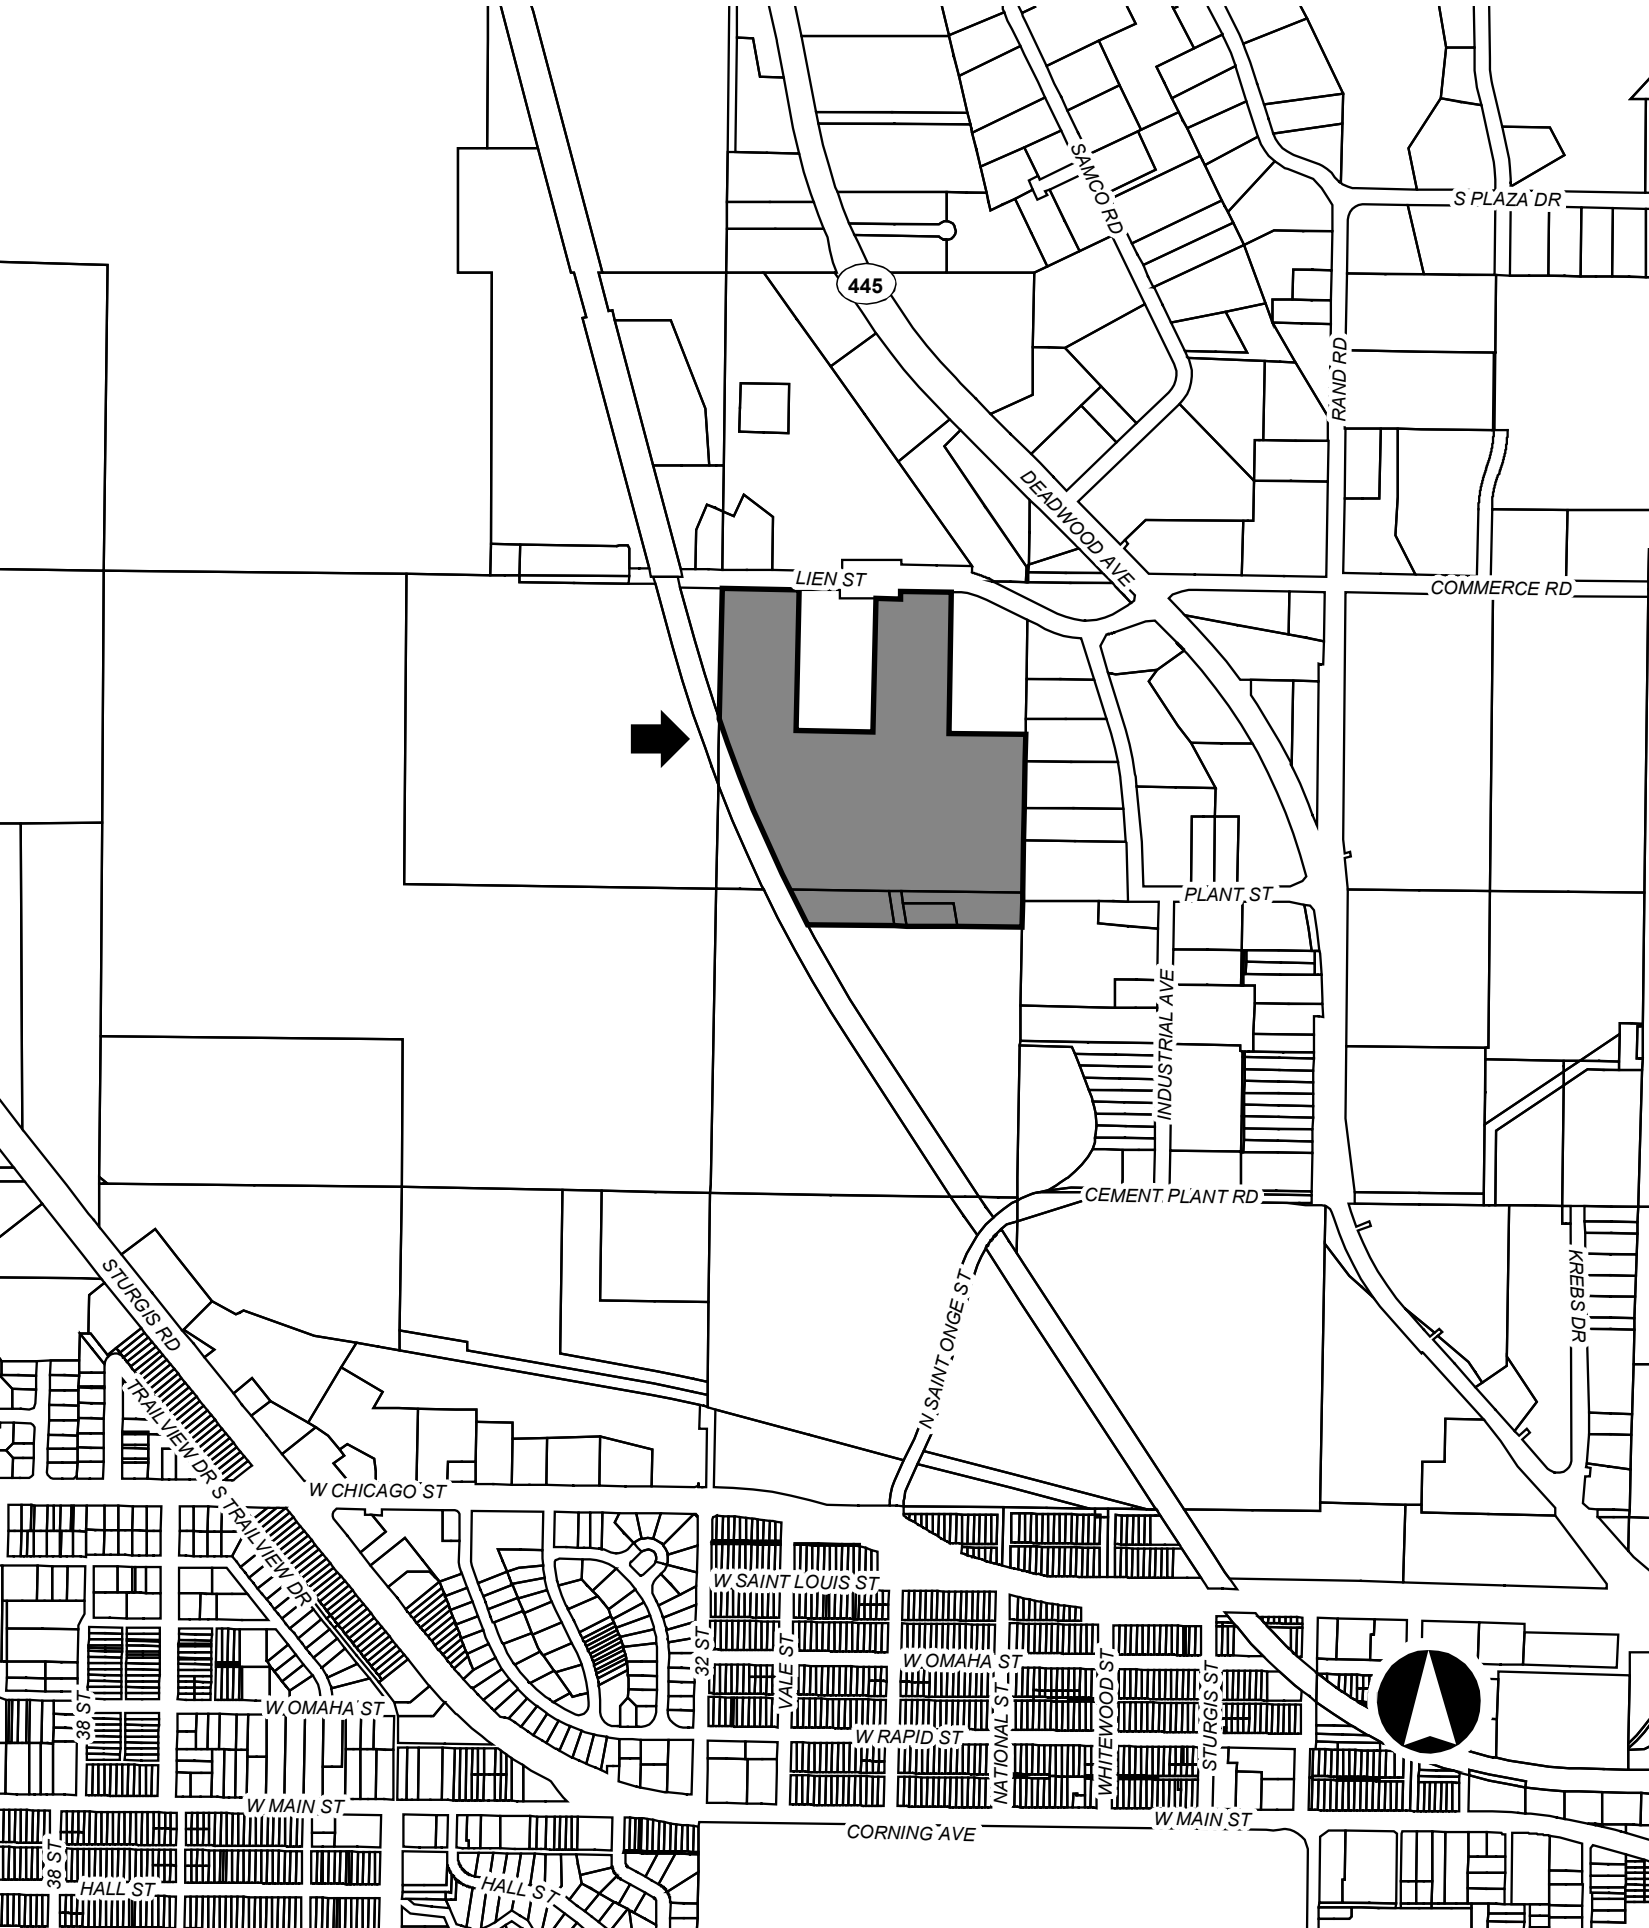 SAMCO RD
S PLAZA DR
445
RAND RD
DEADWOOD AVE
LIEN ST
COMMERCE RD
PLANT ST
INDUSTRIAL AVE
CEMENT PLANT RD
STURGIS RD
N SAINT ONGE ST
KREBS DR
TRAILVIEW DR
S TRAILVIEW DR
W CHICAGO ST
W SAINT LOUIS ST
32 ST
VALE ST
W OMAHA ST
NATIONAL ST
WHITEWOOD ST
STURGIS ST
38 ST
W OMAHA ST
W RAPID ST
W MAIN ST
W MAIN ST
CORNING AVE
38 ST
HALL ST
HALL ST